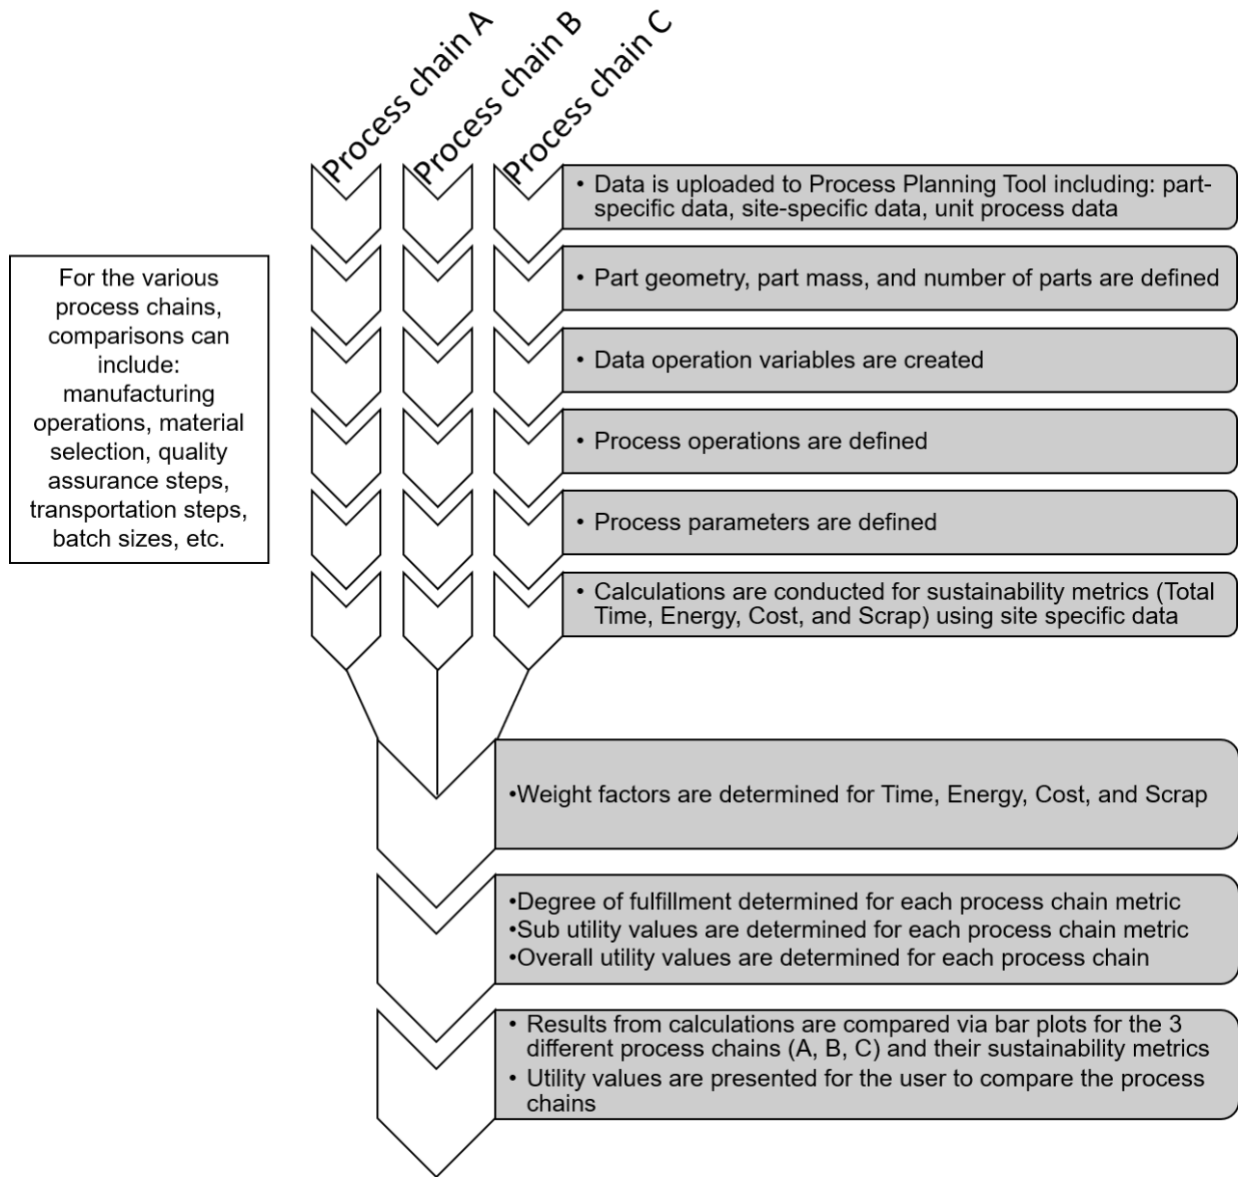 Process chain A
Process chain B
Process chain C
• Data is uploaded to Process Planning Tool including: part-
specific data, site-specific data, unit process data
• Part geometry, part mass, and number of parts are defined
• Data operation variables are created
• Process operations are defined
• Process parameters are defined
• Calculations are conducted for sustainability metrics (Total
Time, Energy, Cost, and Scrap) using site specific data
For the various
process chains,
comparisons can
include:
manufacturing
operations, material
selection, quality
assurance steps,
transportation steps,
batch sizes, etc.
•Weight factors are determined for Time, Energy, Cost, and Scrap
•Degree of fulfillment determined for each process chain metric
•Sub utility values are determined for each process chain metric
•Overall utility values are determined for each process chain
• Results from calculations are compared via bar plots for the 3
different process chains (A, B, C) and their sustainability metrics
• Utility values are presented for the user to compare the process
chains